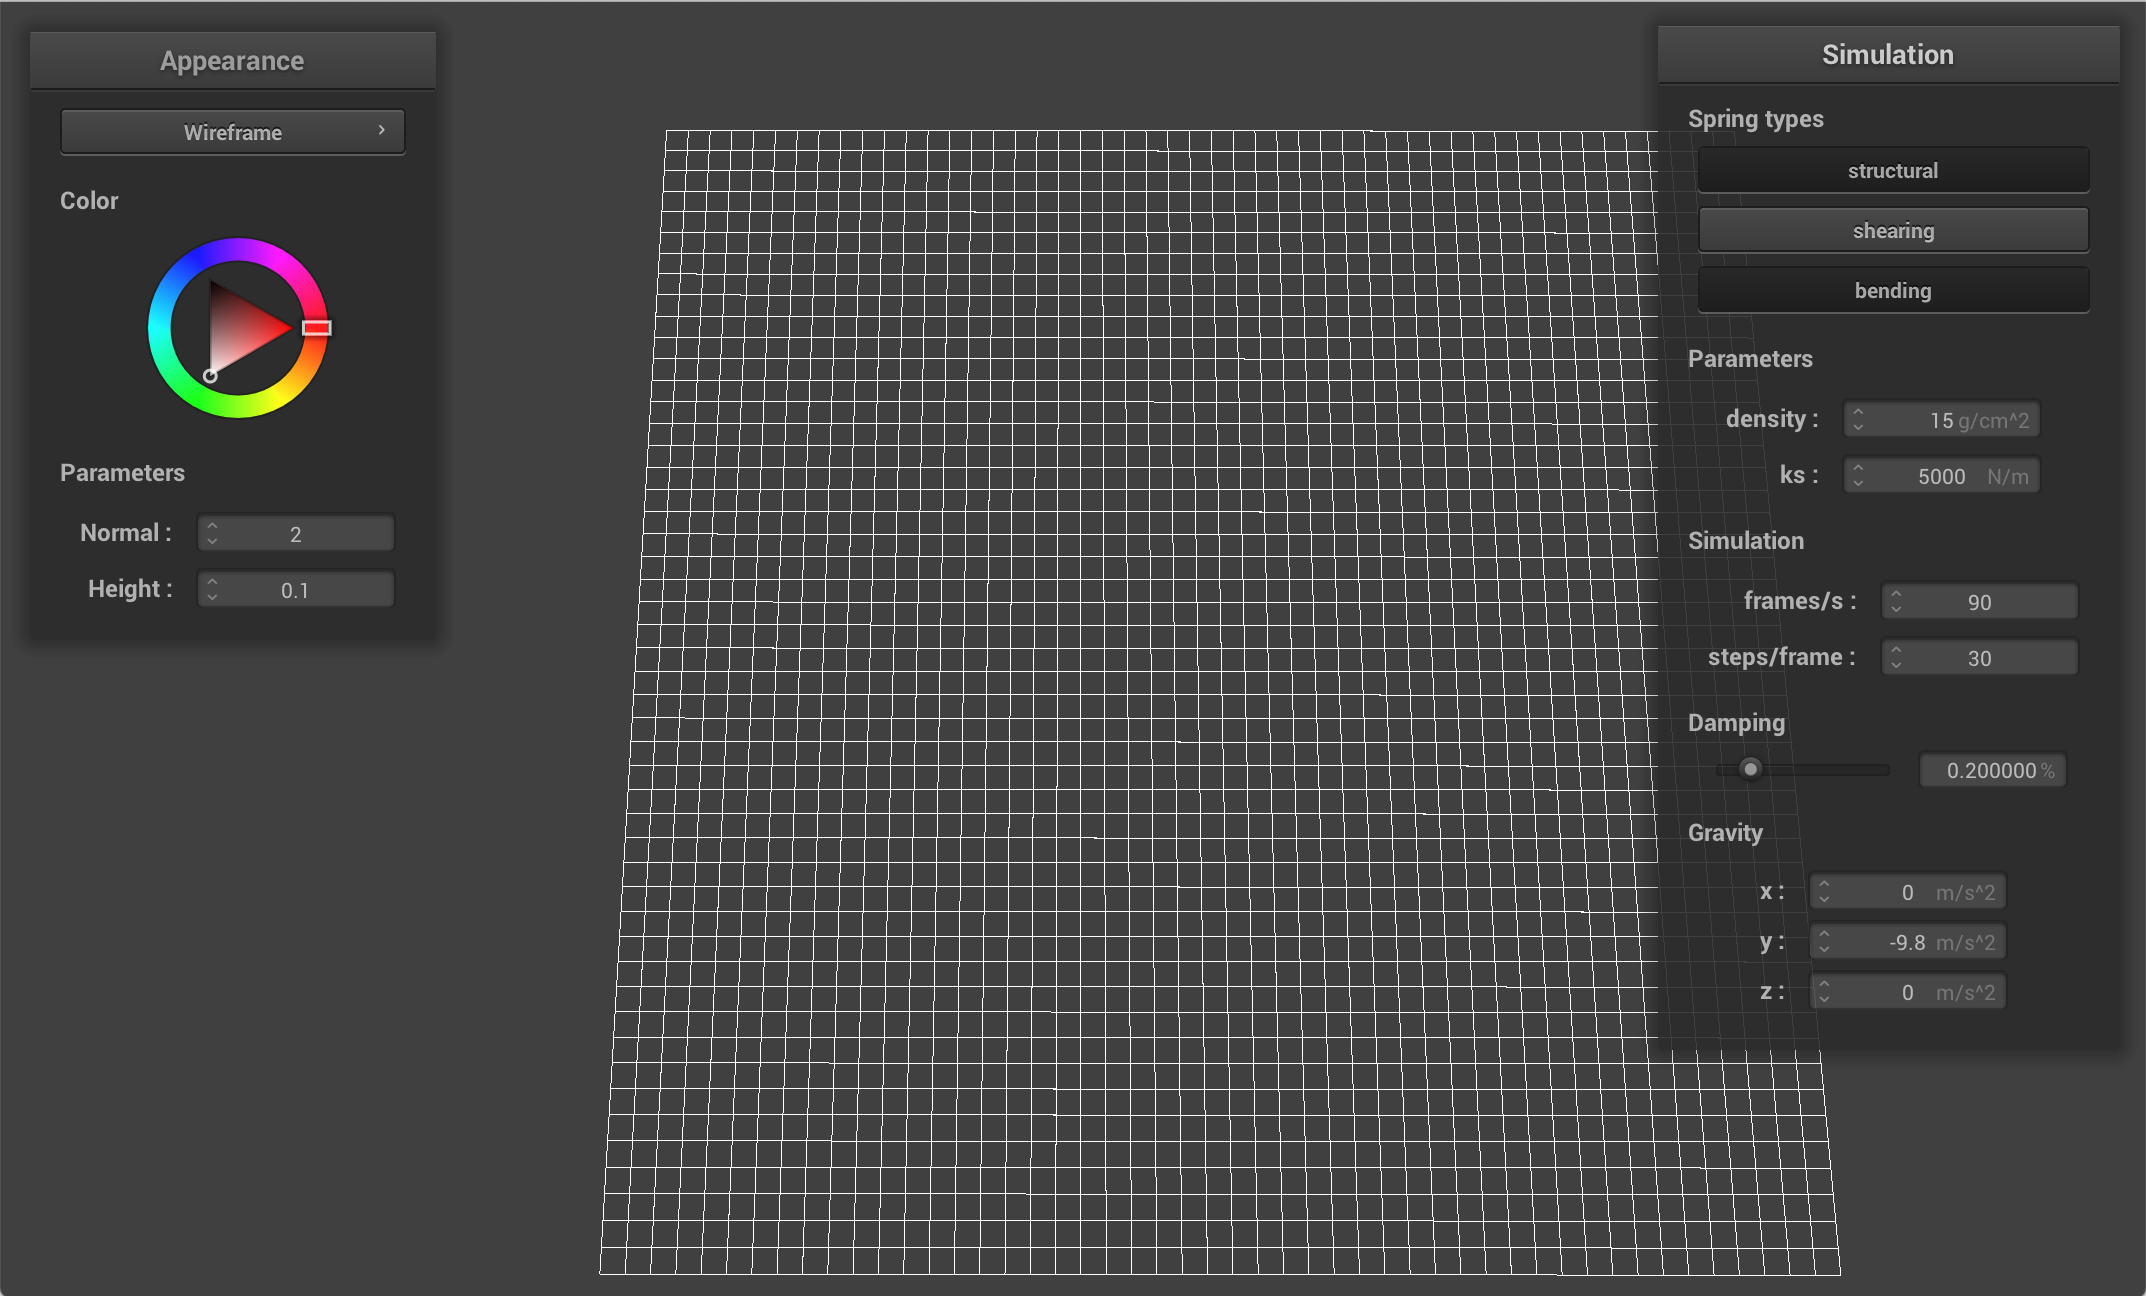 Appearance
Wireframe
Color
Parameters
Normal : 2
Height : 0.1
Simulation
Spring types
structural
shearing
bending
Parameters
density : 15 g/cm^2
ks : 5000 N/m
Simulation
frames/s : 90
steps/frame : 30
Damping
0.200000 %
Gravity
x : 0 m/s^2
y : -9.8 m/s^2
z : 0 m/s^2